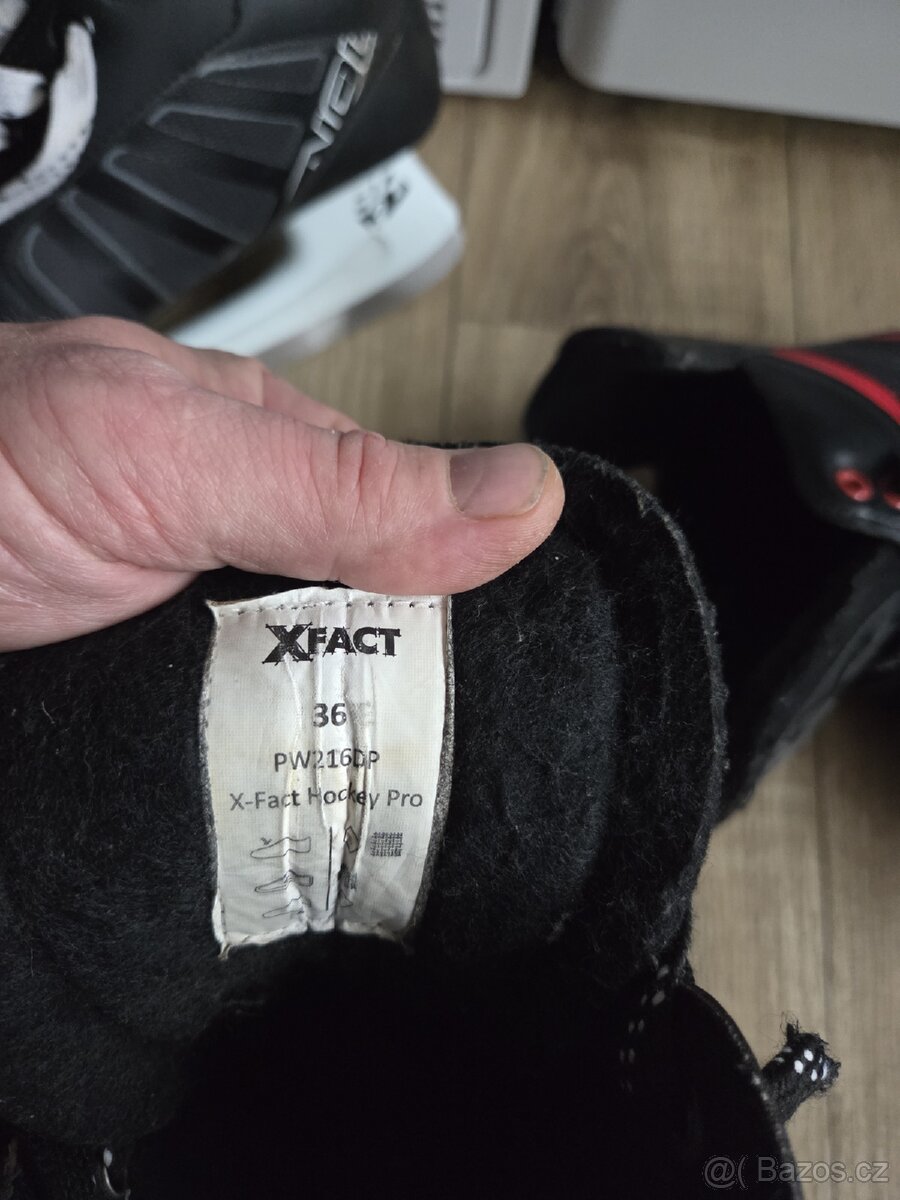 XFACT
36
PW216DP
X-Fact Hockey Pro
@( Bazos.cz